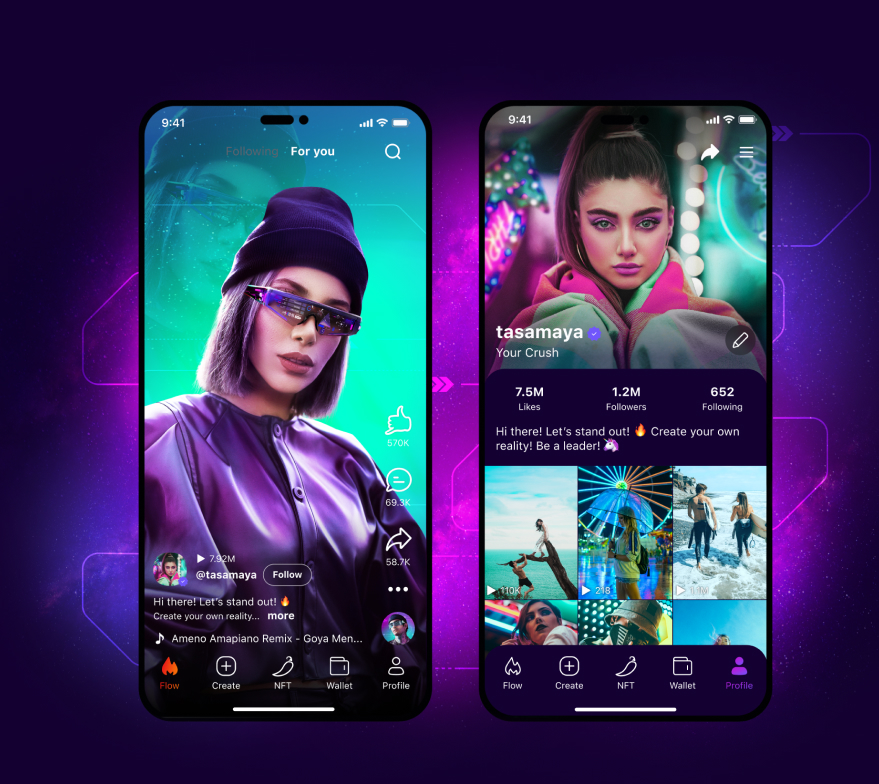 9:41
Following
For you
570K
69.3K
58.7K
7.92M
@tasamaya
Follow
Hi there! Let's stand out! 🔥
Create your own reality... more
Ameno Amapiano Remix - Goya Men...
Flow
Create
NFT
Wallet
Profile
9:41
tasamaya
Your Crush
7.5M
Likes
1.2M
Followers
652
Following
Hi there! Let's stand out! 🔥 Create your own
reality! Be a leader! 🦄
110K
218
1.1M
Flow
Create
NFT
Wallet
Profile